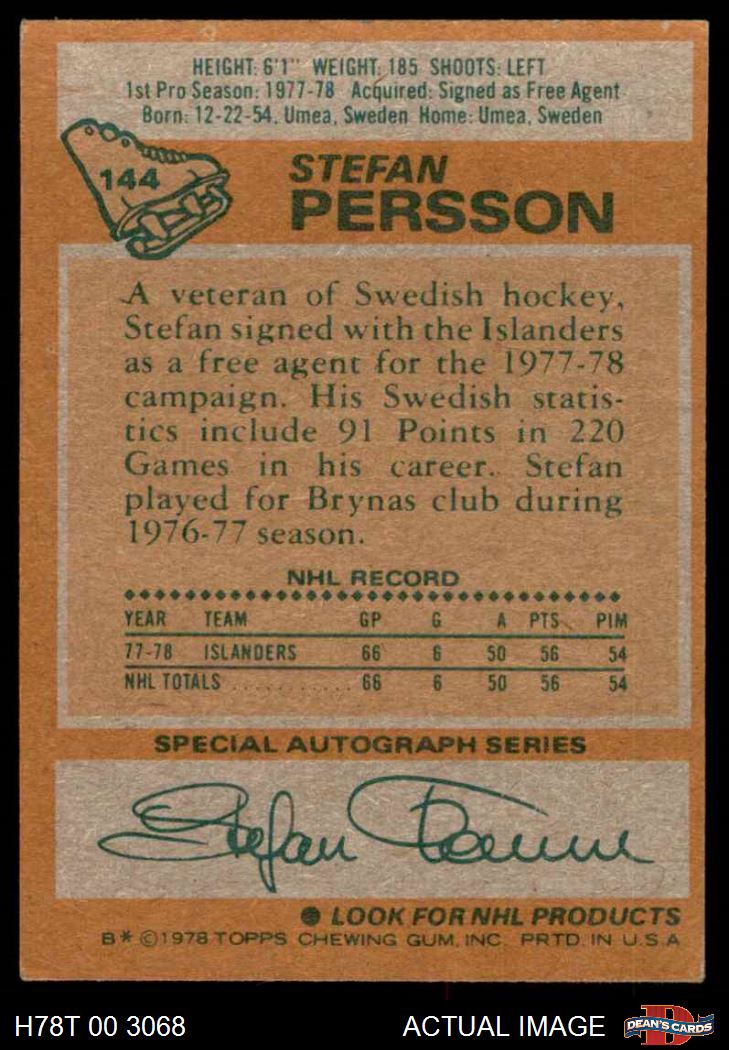 HEIGHT: 6'1" WEIGHT: 185 SHOOTS: LEFT
1st Pro Season: 1977-78 Acquired: Signed as Free Agent
Born: 12-22-54, Umea, Sweden Home: Umea, Sweden
144
STEFAN
PERSSON
A veteran of Swedish hockey,
Stefan signed with the Islanders
as a free agent for the 1977-78
campaign. His Swedish statis-
tics include 91 Points in 220
Games in his career. Stefan
played for Brynas club during
1976-77 season.
NHL RECORD
YEAR TEAM GP G A PTS PIM
77-78 ISLANDERS 66 6 50 56 54
NHL TOTALS ........... 66 6 50 56 54
SPECIAL AUTOGRAPH SERIES
Stefan Persson
● LOOK FOR NHL PRODUCTS
B* ©1978 TOPPS CHEWING GUM, INC. PRTD. IN U.S.A
H78T 00 3068 ACTUAL IMAGE
D
DEAN'S CARDS